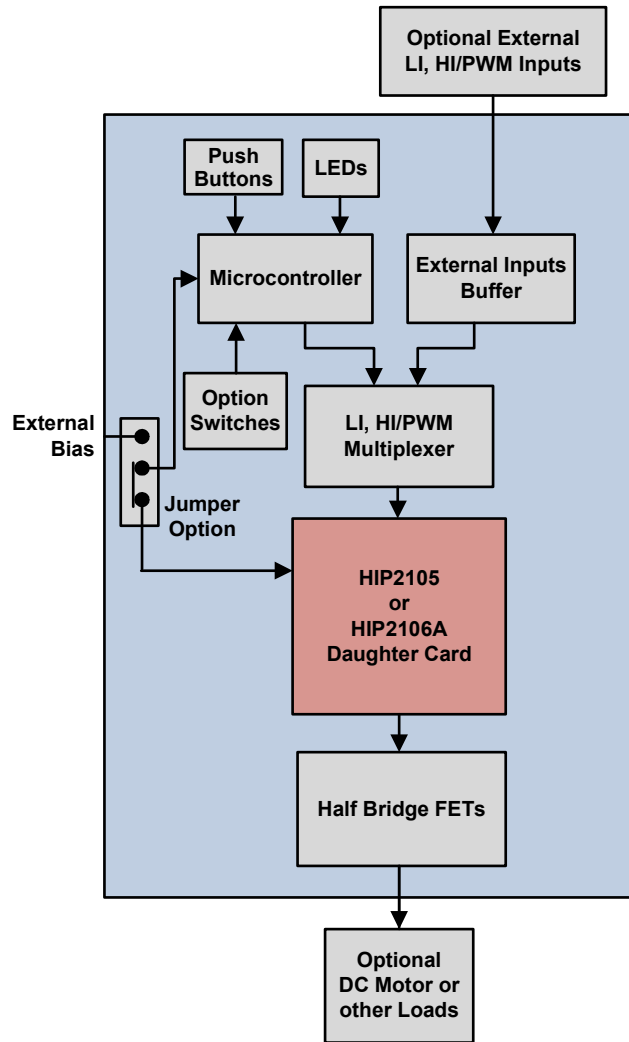 Optional External
LI, HI/PWM Inputs
Push
Buttons
LEDs
Microcontroller
External Inputs
Buffer
Option
Switches
LI, HI/PWM
Multiplexer
External
Bias
Jumper
Option
HIP2105
or
HIP2106A
Daughter Card
Half Bridge FETs
Optional
DC Motor or
other Loads